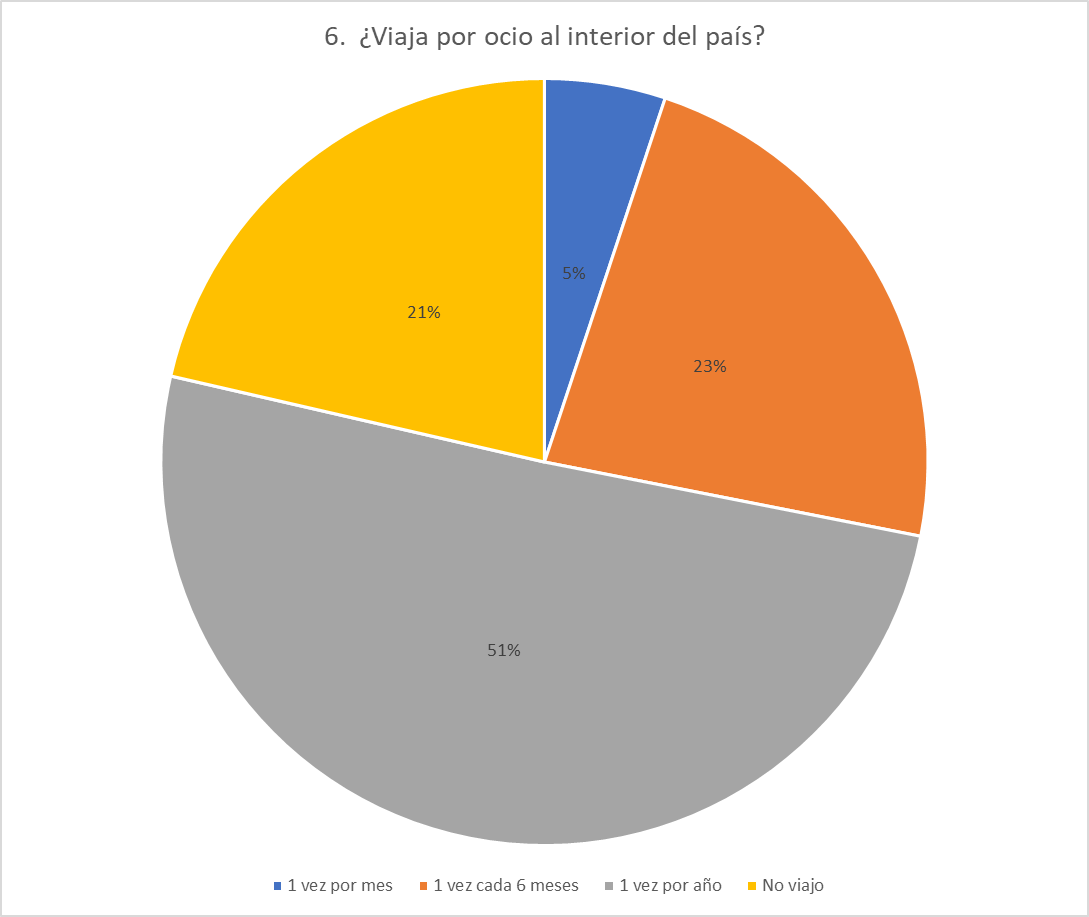 6.  ¿Viaja por ocio al interior del país?
5%
21%
23%
51%
1 vez por mes
1 vez cada 6 meses
1 vez por año
No viajo